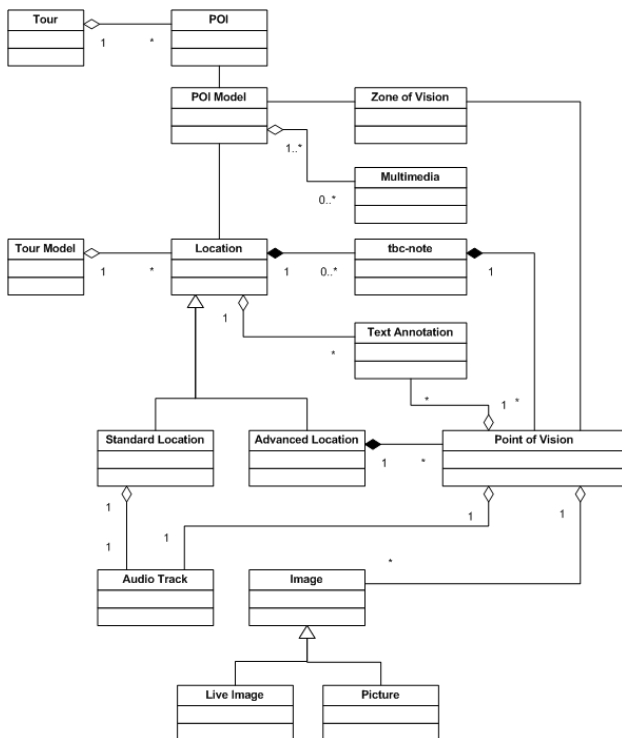 Tour
POI
1
*
POI Model
Zone of Vision
1..*
Multimedia
0..*
Tour Model
Location
tbc-note
1
*
1
0..*
1
1
Text Annotation
*
*
1
*
Standard Location
Advanced Location
Point of Vision
1
*
1
1
1
1
1
*
Audio Track
Image
Live Image
Picture